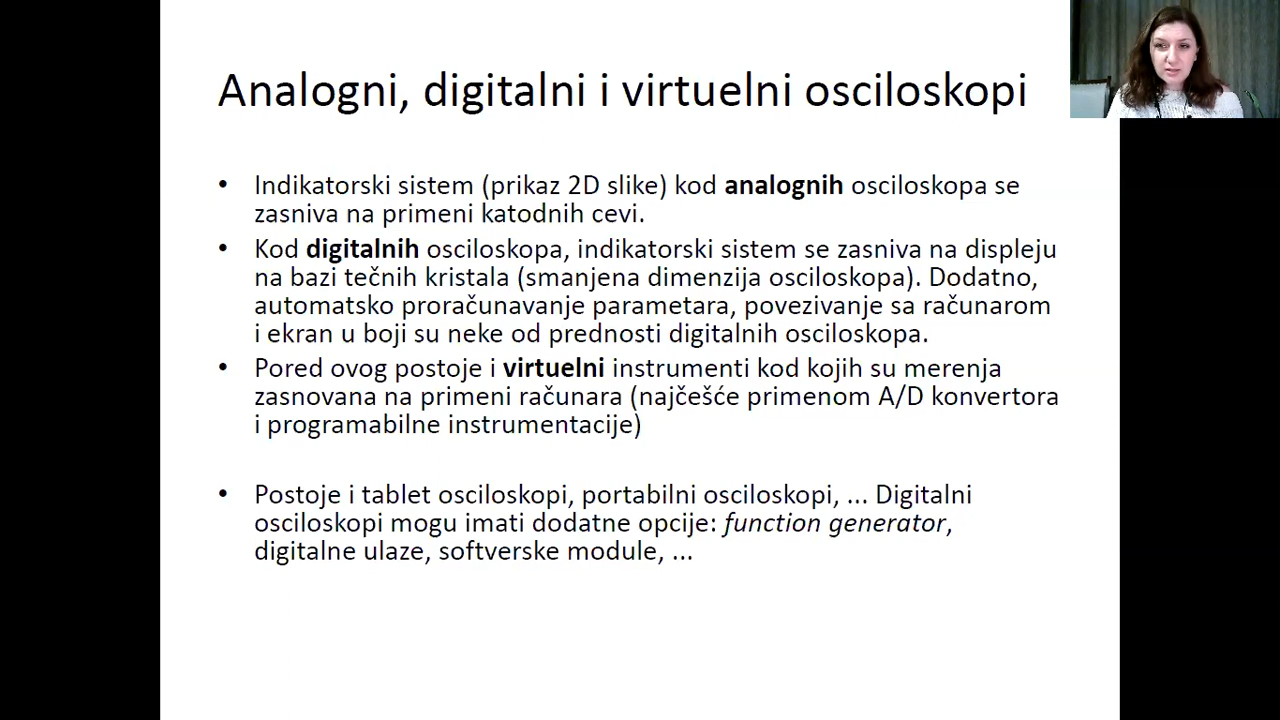 Analogni, digitalni i virtuelni osciloskopi
• Indikatorski sistem (prikaz 2D slike) kod analognih osciloskopa se
zasniva na primeni katodnih cevi.
• Kod digitalnih osciloskopa, indikatorski sistem se zasniva na displeju
na bazi tečnih kristala (smanjena dimenzija osciloskopa). Dodatno,
automatsko proračunavanje parametara, povezivanje sa računarom
i ekran u boji su neke od prednosti digitalnih osciloskopa.
• Pored ovog postoje i virtuelni instrumenti kod kojih su merenja
zasnovana na primeni računara (najčešće primenom A/D konvertora
i programabilne instrumentacije)
• Postoje i tablet osciloskopi, portabilni osciloskopi, ... Digitalni
osciloskopi mogu imati dodatne opcije: function generator,
digitalne ulaze, softverske module, ...